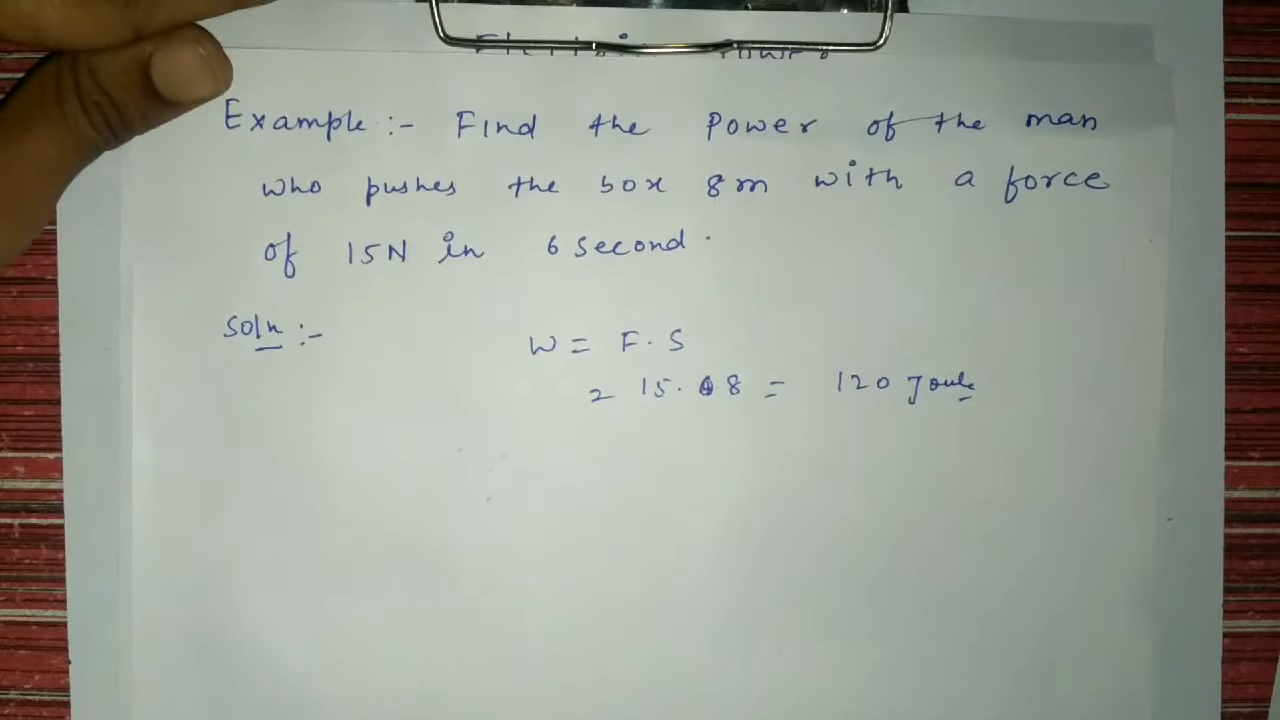 Example :- Find the Power of the man
who pushes the box 8m with a force
of 15N in 6 second.
Soln :-
W = F. S
= 15. 8 = 120 Joule